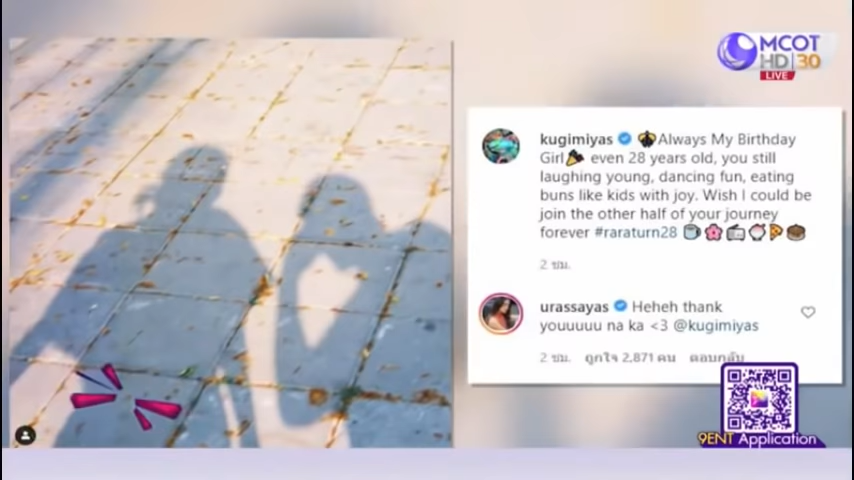 MCOT
HD 30
LIVE
kugimiyas Always My Birthday
Girl even 28 years old, you still
laughing young, dancing fun, eating
buns like kids with joy. Wish I could be
join the other half of your journey
forever #raraturn28
2 ชม.
urassayas Heheh thank
youuuuu na ka <3 @kugimiyas
2 ชม. ถูกใจ 2,871 คน ตอบกลับ
9ENT Application